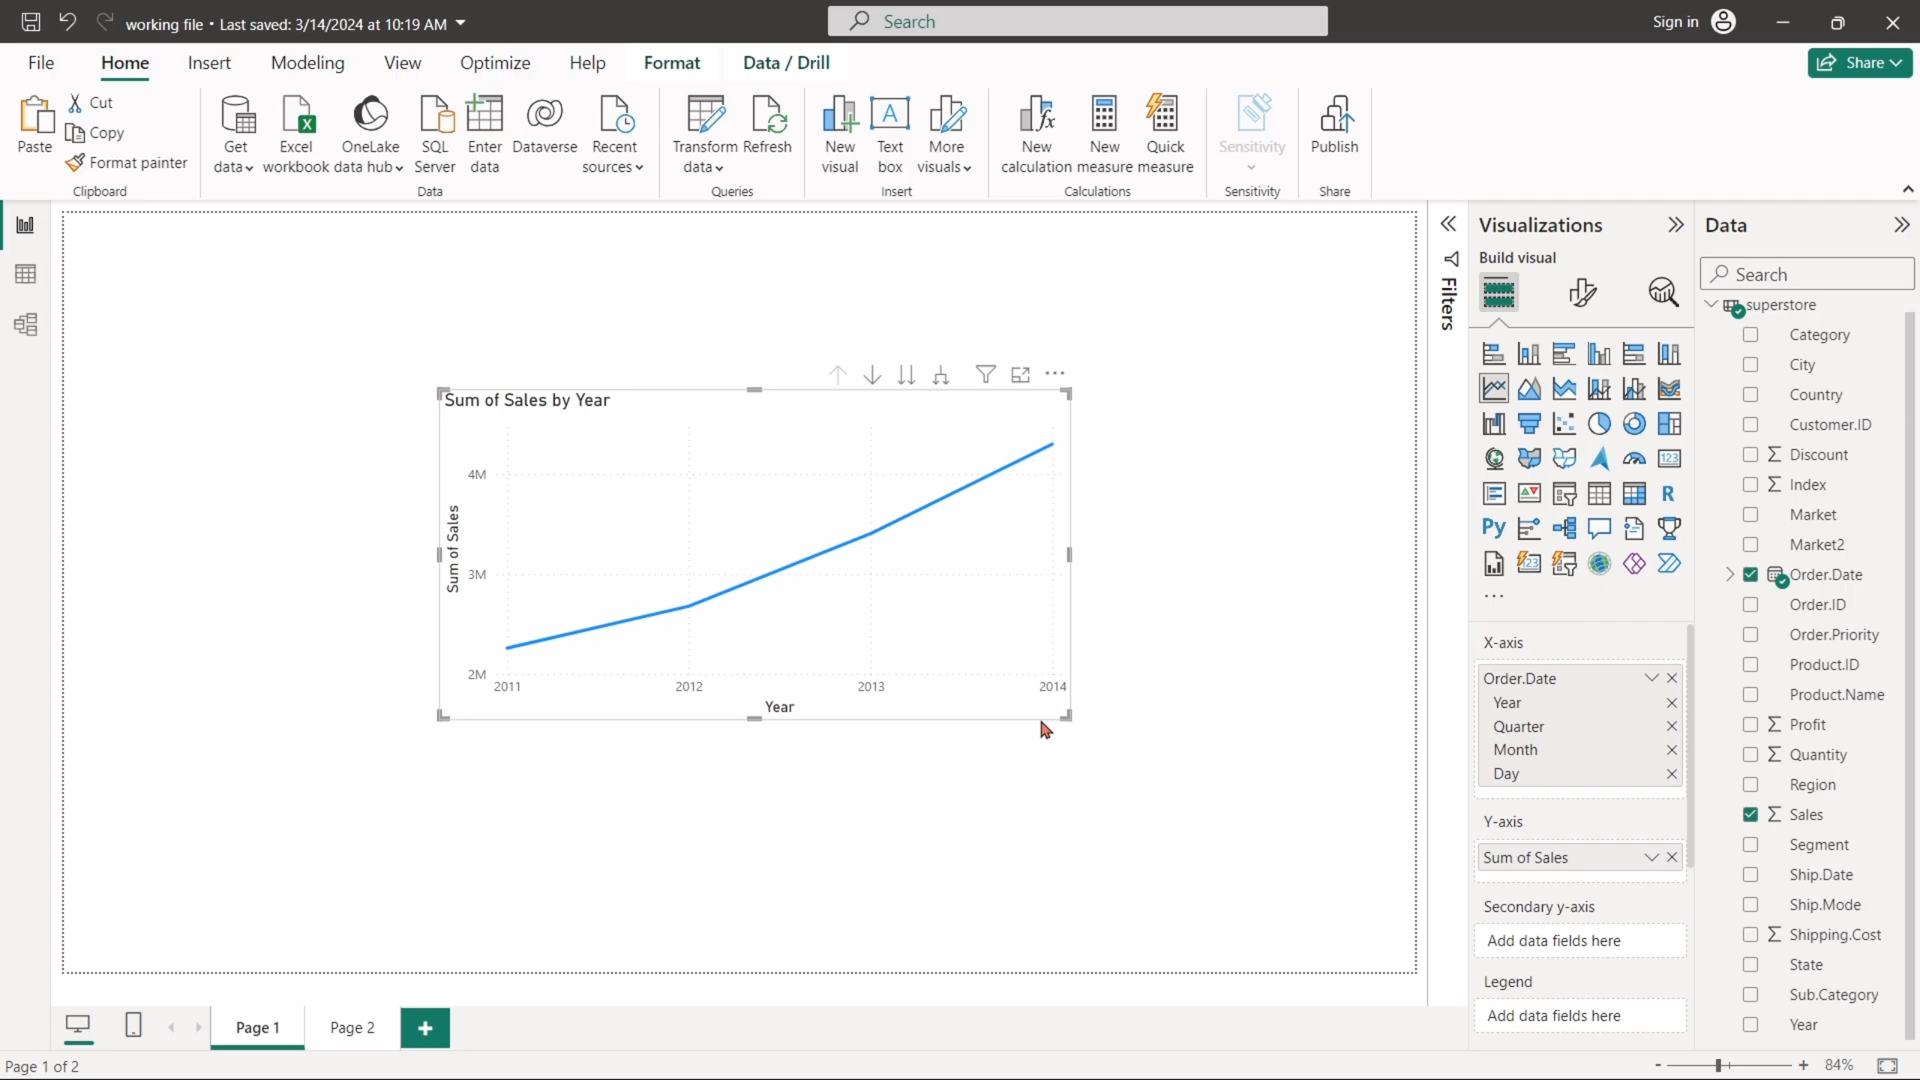 working file • Last saved: 3/14/2024 at 10:19 AM
Search
Sign in
File
Home
Insert
Modeling
View
Optimize
Help
Format
Data / Drill
Share
Paste
Cut
Copy
Format painter
Clipboard
Get data
Excel workbook
OneLake data hub
SQL Server
Enter data
Dataverse
Recent sources
Data
Transform data
Refresh
Queries
New visual
Text box
More visuals
Insert
New calculation
New measure
Quick measure
Calculations
Sensitivity
Sensitivity
Publish
Share
Sum of Sales by Year
Sum of Sales
4M
3M
2M
2011
2012
2013
2014
Year
Filters
Visualizations
Build visual
123
R
Py
123
X-axis
Order.Date
Year
Quarter
Month
Day
Y-axis
Sum of Sales
Secondary y-axis
Add data fields here
Legend
Add data fields here
Data
Search
superstore
Category
City
Country
Customer.ID
Discount
Index
Market
Market2
Order.Date
Order.ID
Order.Priority
Product.ID
Product.Name
Profit
Quantity
Region
Sales
Segment
Ship.Date
Ship.Mode
Shipping.Cost
State
Sub.Category
Year
Page 1
Page 2
Page 1 of 2
- + 84%